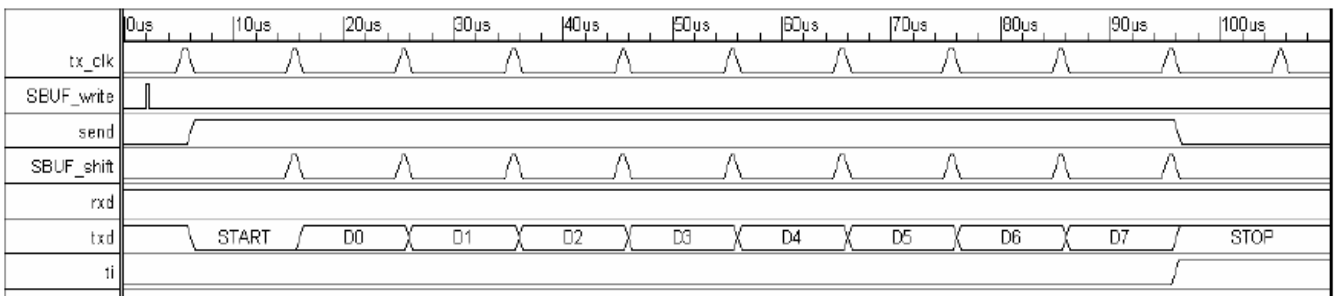 0us 10us 20us 30us 40us 50us 60us 70us 80us 90us 100us
tx_clk
SBUF_write
send
SBUF_shift
rxd
txd START D0 D1 D2 D3 D4 D5 D6 D7 STOP
ti